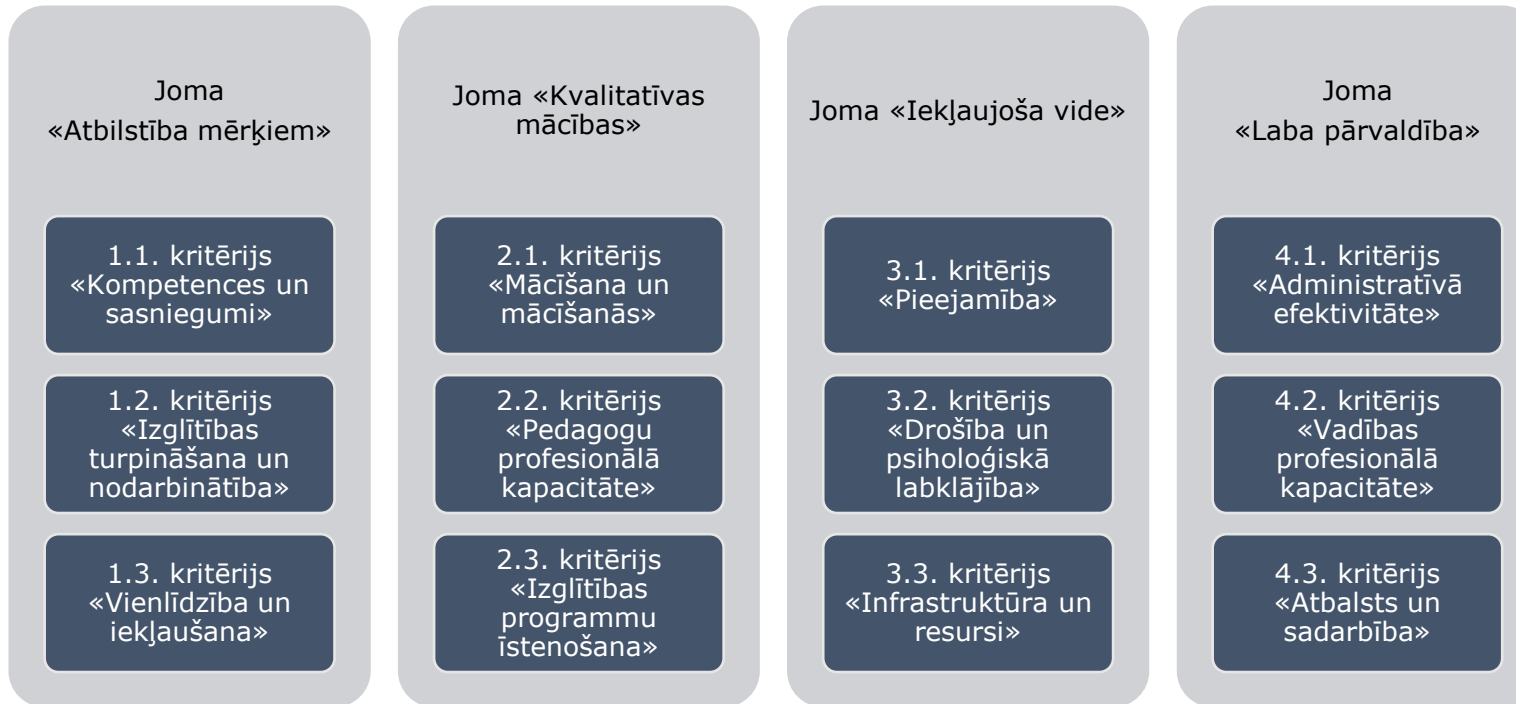 Joma
«Atbilstība mērķiem»
1.1. kritērijs
«Kompetences un
sasniegumi»
1.2. kritērijs
«Izglītības
turpināšana un
nodarbinātība»
1.3. kritērijs
«Vienlīdzība un
iekļaušana»
Joma «Kvalitatīvas
mācības»
2.1. kritērijs
«Mācīšana un
mācīšanās»
2.2. kritērijs
«Pedagogu
profesionālā
kapacitāte»
2.3. kritērijs
«Izglītības
programmu
īstenošana»
Joma «Iekļaujoša vide»
3.1. kritērijs
«Pieejamība»
3.2. kritērijs
«Drošība un
psiholoģiskā
labklājība»
3.3. kritērijs
«Infrastruktūra un
resursi»
Joma
«Laba pārvaldība»
4.1. kritērijs
«Administratīvā
efektivitāte»
4.2. kritērijs
«Vadības
profesionālā
kapacitāte»
4.3. kritērijs
«Atbalsts un
sadarbība»